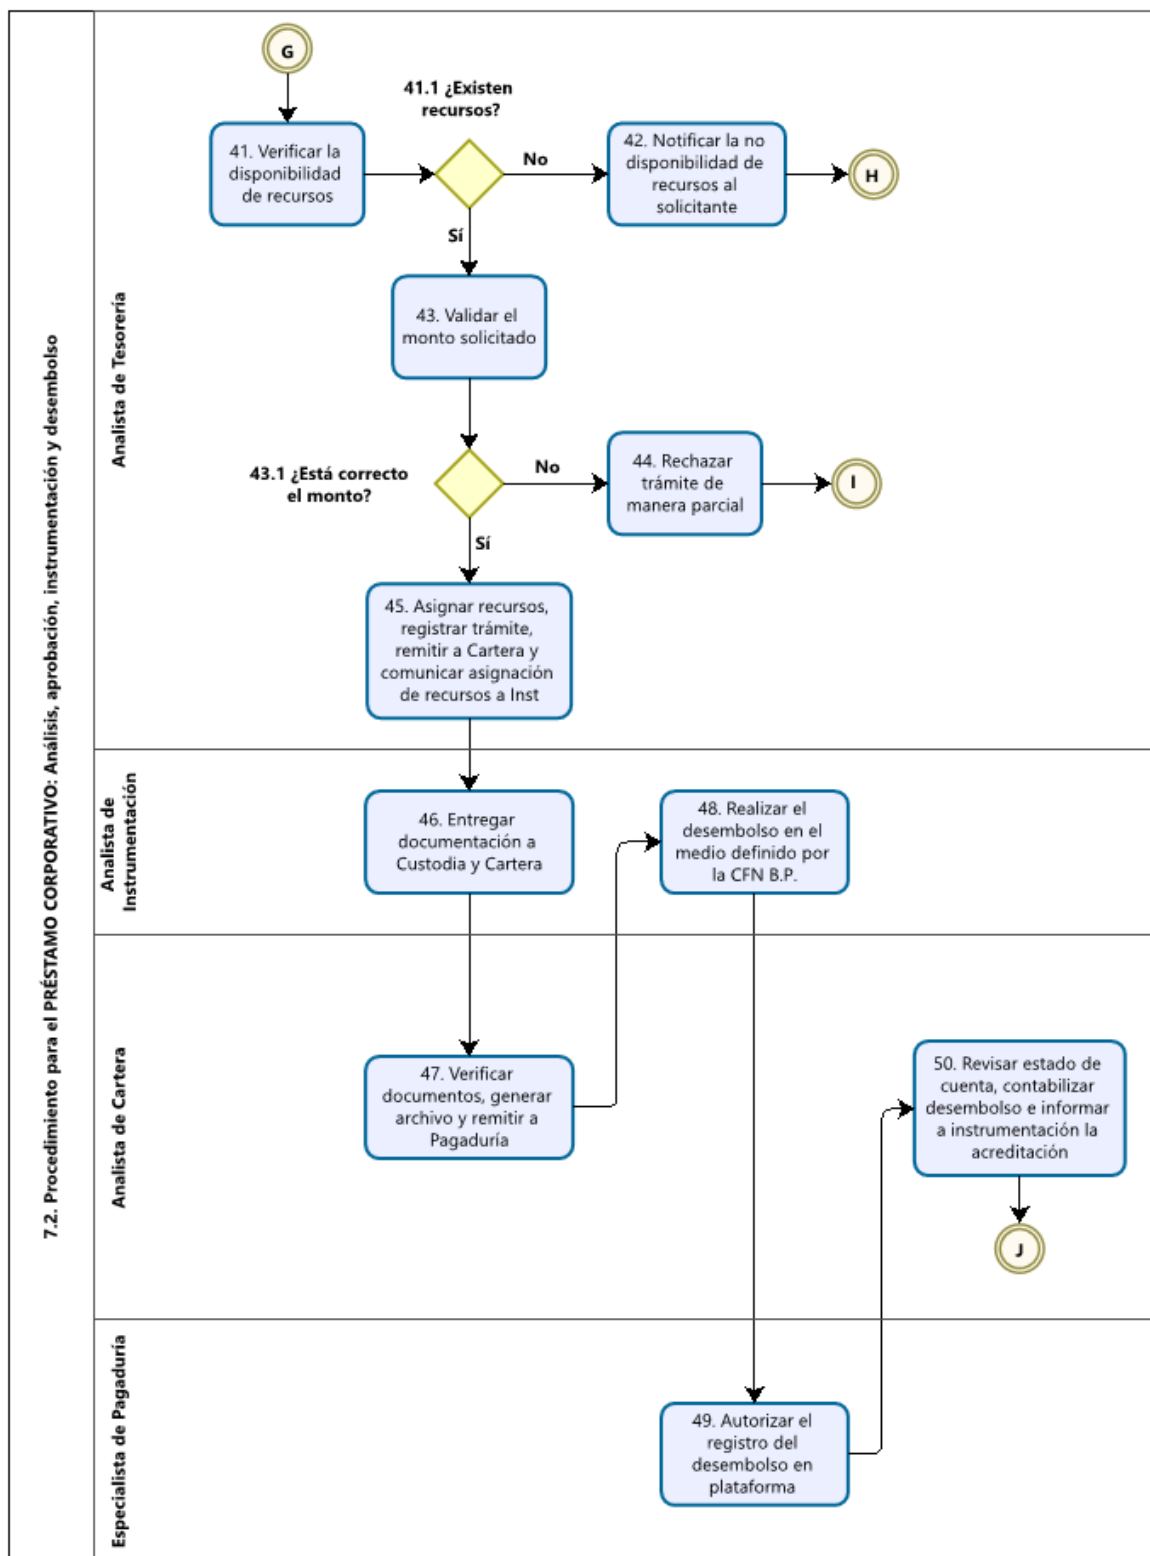 7.2. Procedimiento para el PRÉSTAMO CORPORATIVO: Análisis, aprobación, instrumentación y desembolso
Analista de Tesorería
G
41. Verificar la
disponibilidad
de recursos
41.1 ¿Existen
recursos?
No
42. Notificar la no
disponibilidad de
recursos al
solicitante
H
Sí
43. Validar el
monto solicitado
43.1 ¿Está correcto
el monto?
No
44. Rechazar
trámite de
manera parcial
I
Sí
45. Asignar recursos,
registrar trámite,
remitir a Cartera y
comunicar asignación
de recursos a Inst
Analista de
Instrumentación
46. Entregar
documentación a
Custodia y Cartera
48. Realizar el
desembolso en el
medio definido por
la CFN B.P.
Analista de Cartera
47. Verificar
documentos, generar
archivo y remitir a
Pagaduría
50. Revisar estado de
cuenta, contabilizar
desembolso e informar
a instrumentación la
acreditación
J
Especialista de Pagaduría
49. Autorizar el
registro del
desembolso en
plataforma